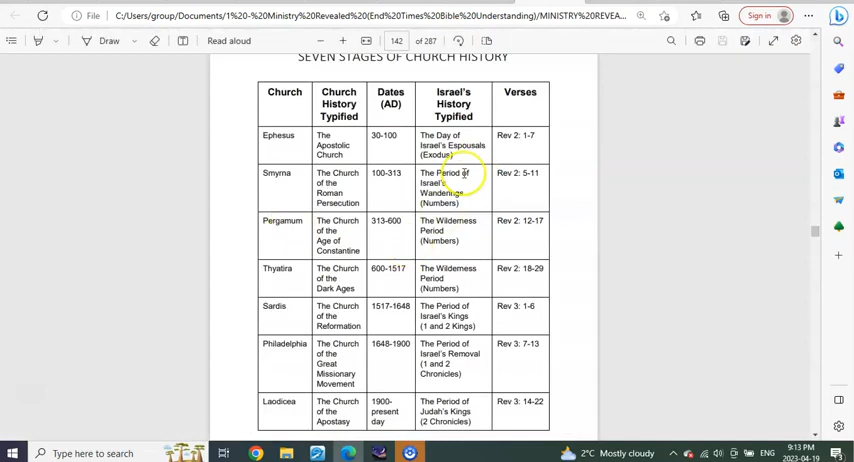 C:/Users/group/Documents/1%20-%20Ministry%20Revealed(End%20Times%20Bible%20Understanding)/MINISTRY%20REVEA...
Sign in
Draw
Read aloud
142 of 287
SEVEN STAGES OF CHURCH HISTORY
Church
Church
History
Typified
Dates
(AD)
Israel's
History
Typified
Verses
Ephesus
The
Apostolic
Church
30-100
The Day of
Israel's Espousals
(Exodus)
Rev 2: 1-7
Smyrna
The Church
of the
Roman
Persecution
100-313
The Period of
Israel's
Wanderings
(Numbers)
Rev 2: 5-11
Pergamum
The Church
of the
Age of
Constantine
313-600
The Wilderness
Period
(Numbers)
Rev 2: 12-17
Thyatira
The Church
of the
Dark Ages
600-1517
The Wilderness
Period
(Numbers)
Rev 2: 18-29
Sardis
The Church
of the
Reformation
1517-1648
The Period of
Israel's Kings
(1 and 2 Kings)
Rev 3: 1-6
Philadelphia
The Church
of the
Great
Missionary
Movement
1648-1900
The Period of
Israel's Removal
(1 and 2
Chronicles)
Rev 3: 7-13
Laodicea
The Church
of the
Apostasy
1900-
present
day
The Period of
Judah's Kings
(2 Chronicles)
Rev 3: 14-22
Type here to search
2°C Mostly cloudy
ENG
9:13 PM
2023-04-19